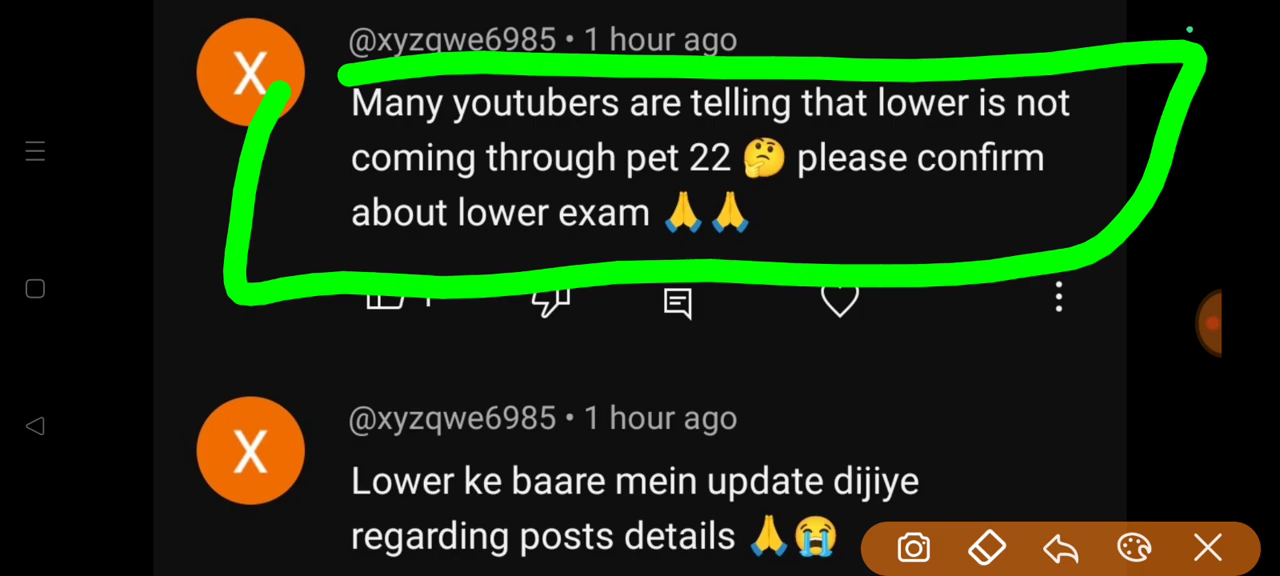 X
@xyzqwe6985 • 1 hour ago
Many youtubers are telling that lower is not
coming through pet 22 🤔 please confirm
about lower exam 🙏🙏
X
@xyzqwe6985 • 1 hour ago
Lower ke baare mein update dijiye
regarding posts details 🙏😭